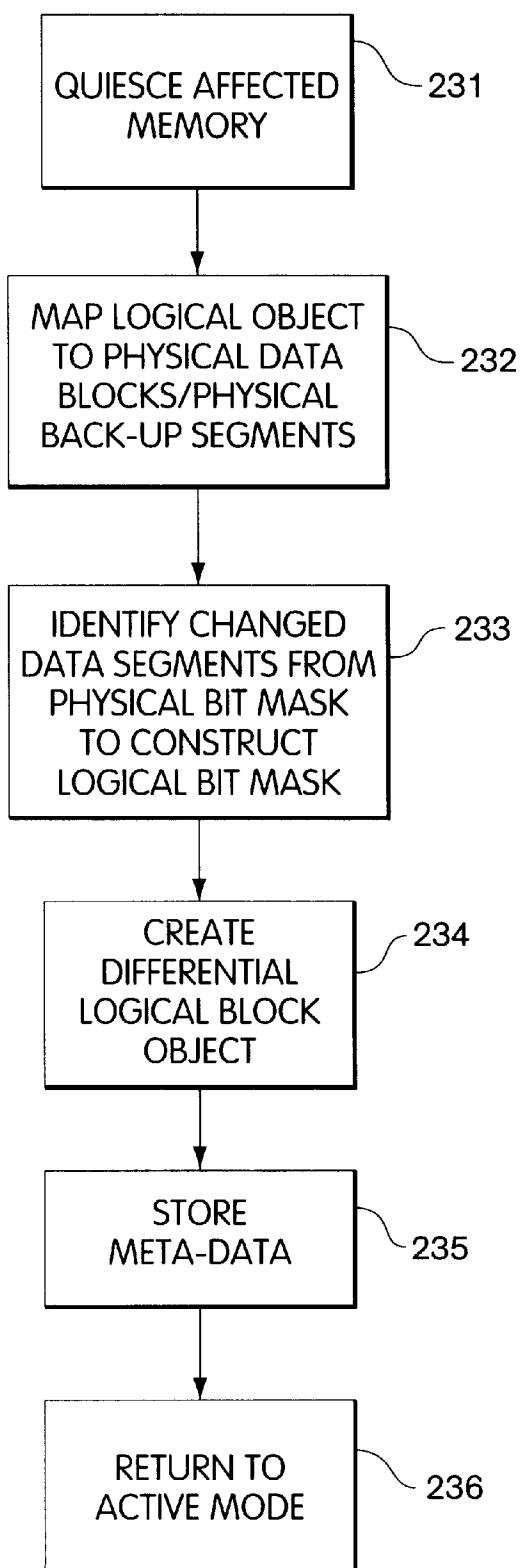 QUIESCE AFFECTED
MEMORY
231
MAP LOGICAL OBJECT
TO PHYSICAL DATA
BLOCKS/PHYSICAL
BACK-UP SEGMENTS
232
IDENTIFY CHANGED
DATA SEGMENTS FROM
PHYSICAL BIT MASK
TO CONSTRUCT
LOGICAL BIT MASK
233
CREATE
DIFFERENTIAL
LOGICAL BLOCK
OBJECT
234
STORE
META-DATA
235
RETURN TO
ACTIVE MODE
236